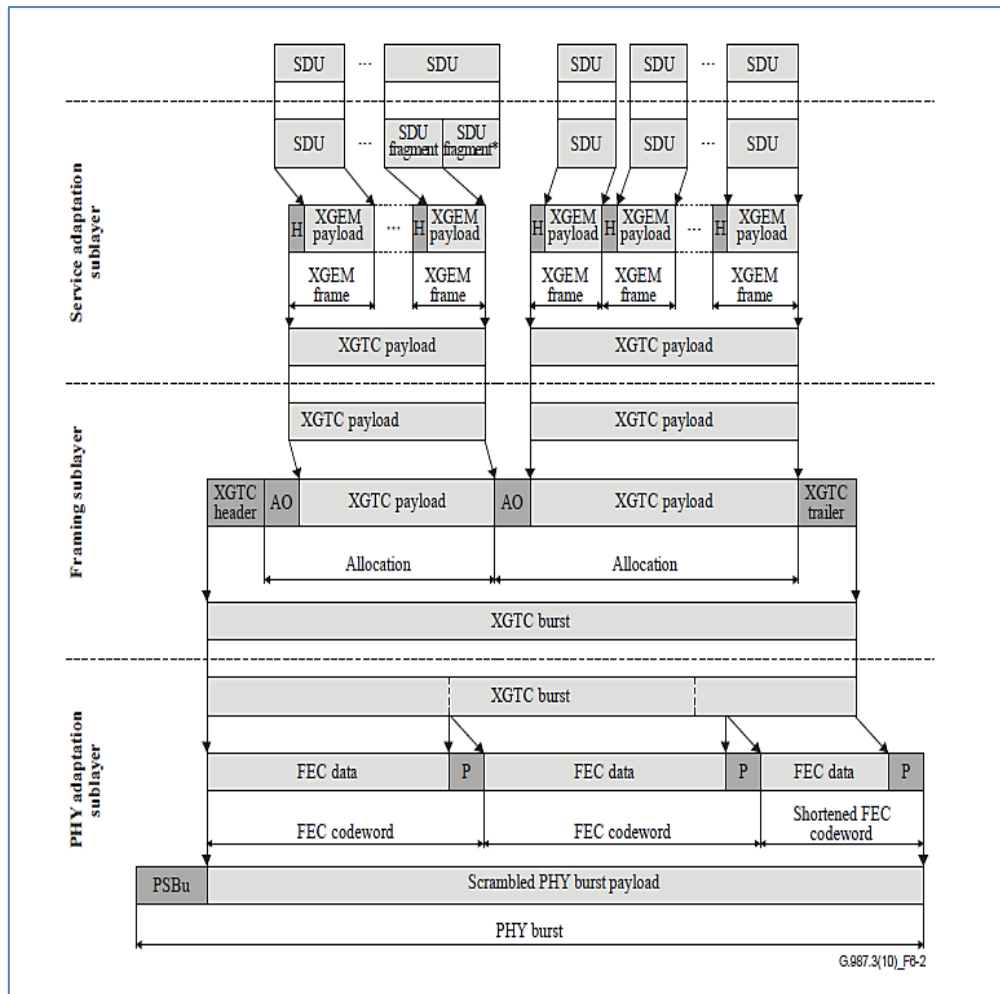 SDU ... SDU SDU SDU ... SDU
Service adaptation sublayer
SDU ... SDU fragment SDU fragment* SDU SDU ... SDU
H XGEM payload ... H XGEM payload H XGEM payload H XGEM payload ... H XGEM payload
XGEM frame XGEM frame XGEM frame XGEM frame XGEM frame
XGTC payload XGTC payload
Framing sublayer
XGTC payload XGTC payload
XGTC header AO XGTC payload AO XGTC payload XGTC trailer
Allocation Allocation
XGTC burst
PHY adaptation sublayer
XGTC burst
FEC data P FEC data P FEC data P
FEC codeword FEC codeword Shortened FEC codeword
PSBu Scrambled PHY burst payload
PHY burst
G.987.3(10)_F6-2